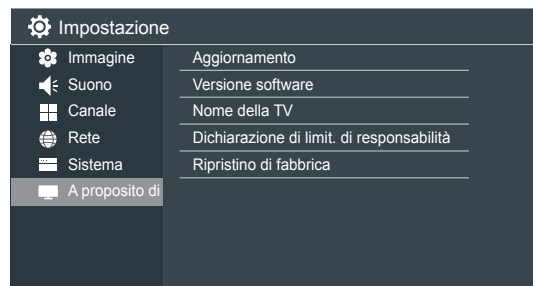 Impostazione
Immagine
Suono
Canale
Rete
Sistema
A proposito di
Aggiornamento
Versione software
Nome della TV
Dichiarazione di limit. di responsabilità
Ripristino di fabbrica